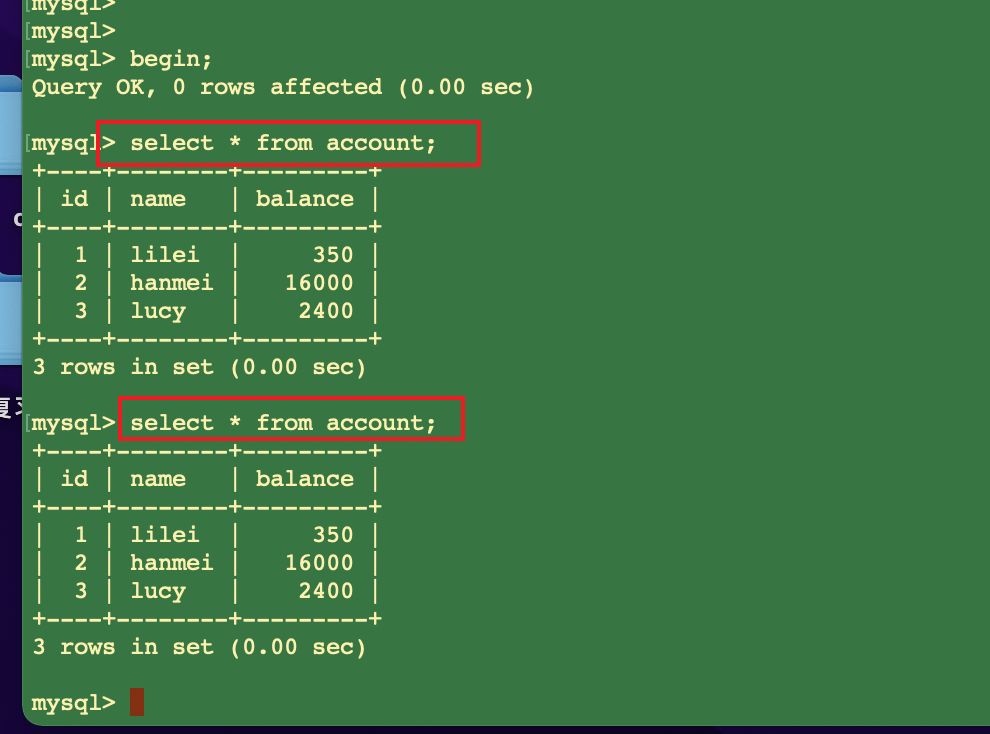 mysql>
mysql>
mysql> begin;
Query OK, 0 rows affected (0.00 sec)
mysql> select * from account;
+----+--------+---------+
| id | name   | balance |
+----+--------+---------+
|  1 | lilei  |     350 |
|  2 | hanmei |   16000 |
|  3 | lucy   |    2400 |
+----+--------+---------+
3 rows in set (0.00 sec)
mysql> select * from account;
+----+--------+---------+
| id | name   | balance |
+----+--------+---------+
|  1 | lilei  |     350 |
|  2 | hanmei |   16000 |
|  3 | lucy   |    2400 |
+----+--------+---------+
3 rows in set (0.00 sec)
mysql>